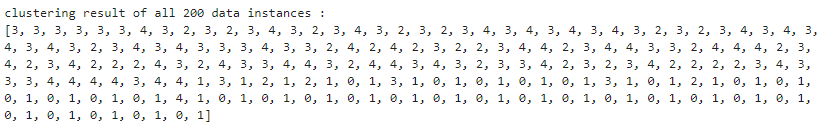 clustering result of all 200 data instances :
[3, 3, 3, 3, 3, 3, 4, 3, 2, 3, 2, 3, 4, 3, 2, 3, 4, 3, 2, 3, 2, 3, 4, 3, 4, 3, 4, 3, 4, 3, 2, 3, 2, 3, 4, 3, 4, 3,
4, 3, 4, 3, 2, 3, 4, 3, 4, 3, 3, 3, 4, 3, 3, 2, 4, 2, 4, 2, 3, 2, 2, 3, 4, 4, 2, 3, 4, 4, 3, 3, 2, 4, 4, 4, 2, 3,
4, 2, 3, 4, 2, 2, 2, 4, 3, 2, 4, 3, 3, 4, 4, 3, 2, 4, 4, 3, 4, 3, 2, 3, 3, 4, 2, 3, 2, 3, 4, 2, 2, 2, 2, 3, 4, 3,
3, 3, 4, 4, 4, 4, 3, 4, 4, 1, 3, 1, 2, 1, 2, 1, 0, 1, 3, 1, 0, 1, 0, 1, 0, 1, 0, 1, 3, 1, 0, 1, 2, 1, 0, 1, 0, 1,
0, 1, 0, 1, 0, 1, 0, 1, 4, 1, 0, 1, 0, 1, 0, 1, 0, 1, 0, 1, 0, 1, 0, 1, 0, 1, 0, 1, 0, 1, 0, 1, 0, 1, 0, 1, 0, 1,
0, 1, 0, 1, 0, 1, 0, 1, 0, 1]